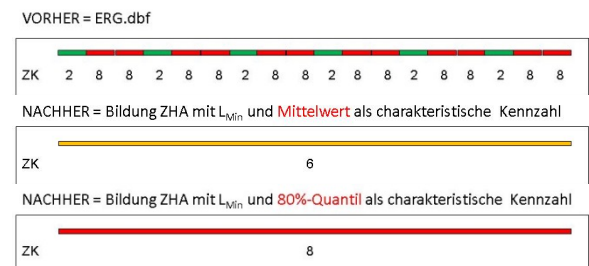 VORHER = ERG.dbf
ZK 2 8 8 2 8 8 2 8 8 2 8 8 2 8 8 2 8 8
NACHHER = Bildung ZHA mit LMin und Mittelwert als charakteristische Kennzahl
ZK 6
NACHHER = Bildung ZHA mit LMin und 80%-Quantil als charakteristische Kennzahl
ZK 8